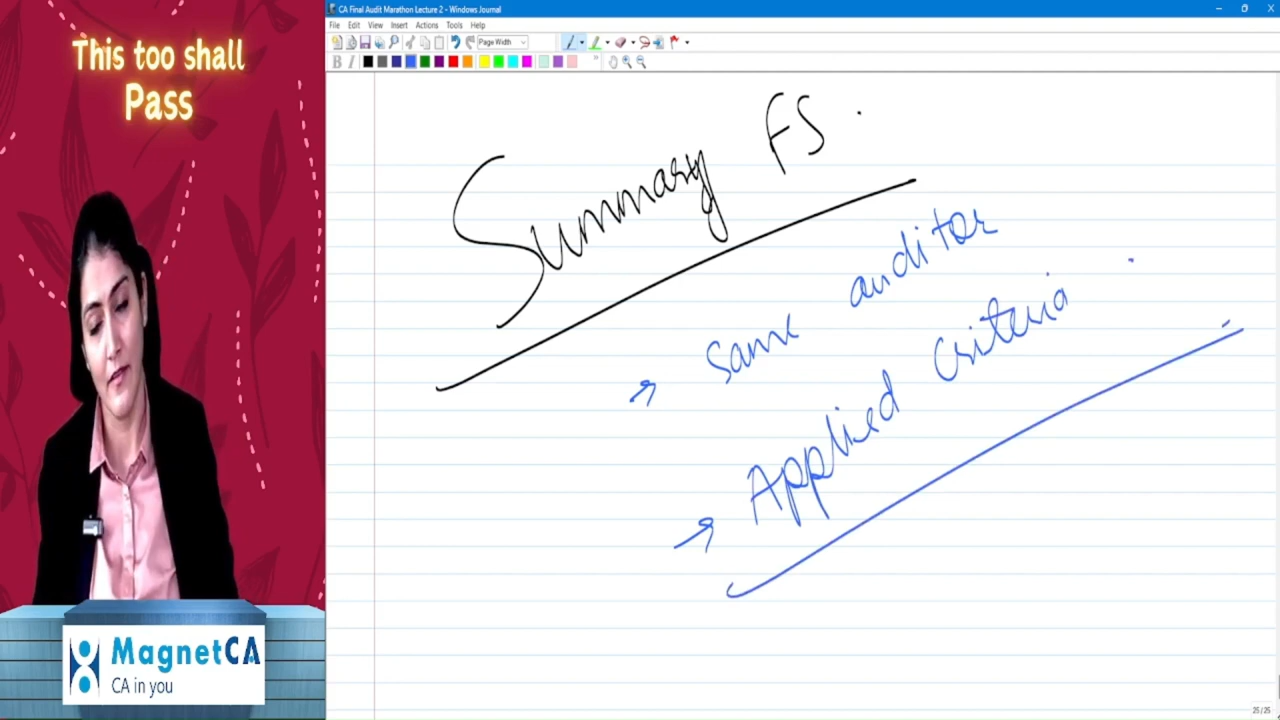 This too shall
Pass
CA Final Audit Marathon Lecture 2 - Windows Journal
File Edit View Insert Actions Tools Help
Page Width
B I
Summary FS.
→ Same auditor
→ Applied Criteria.
MagnetCA
CA in you
25/25